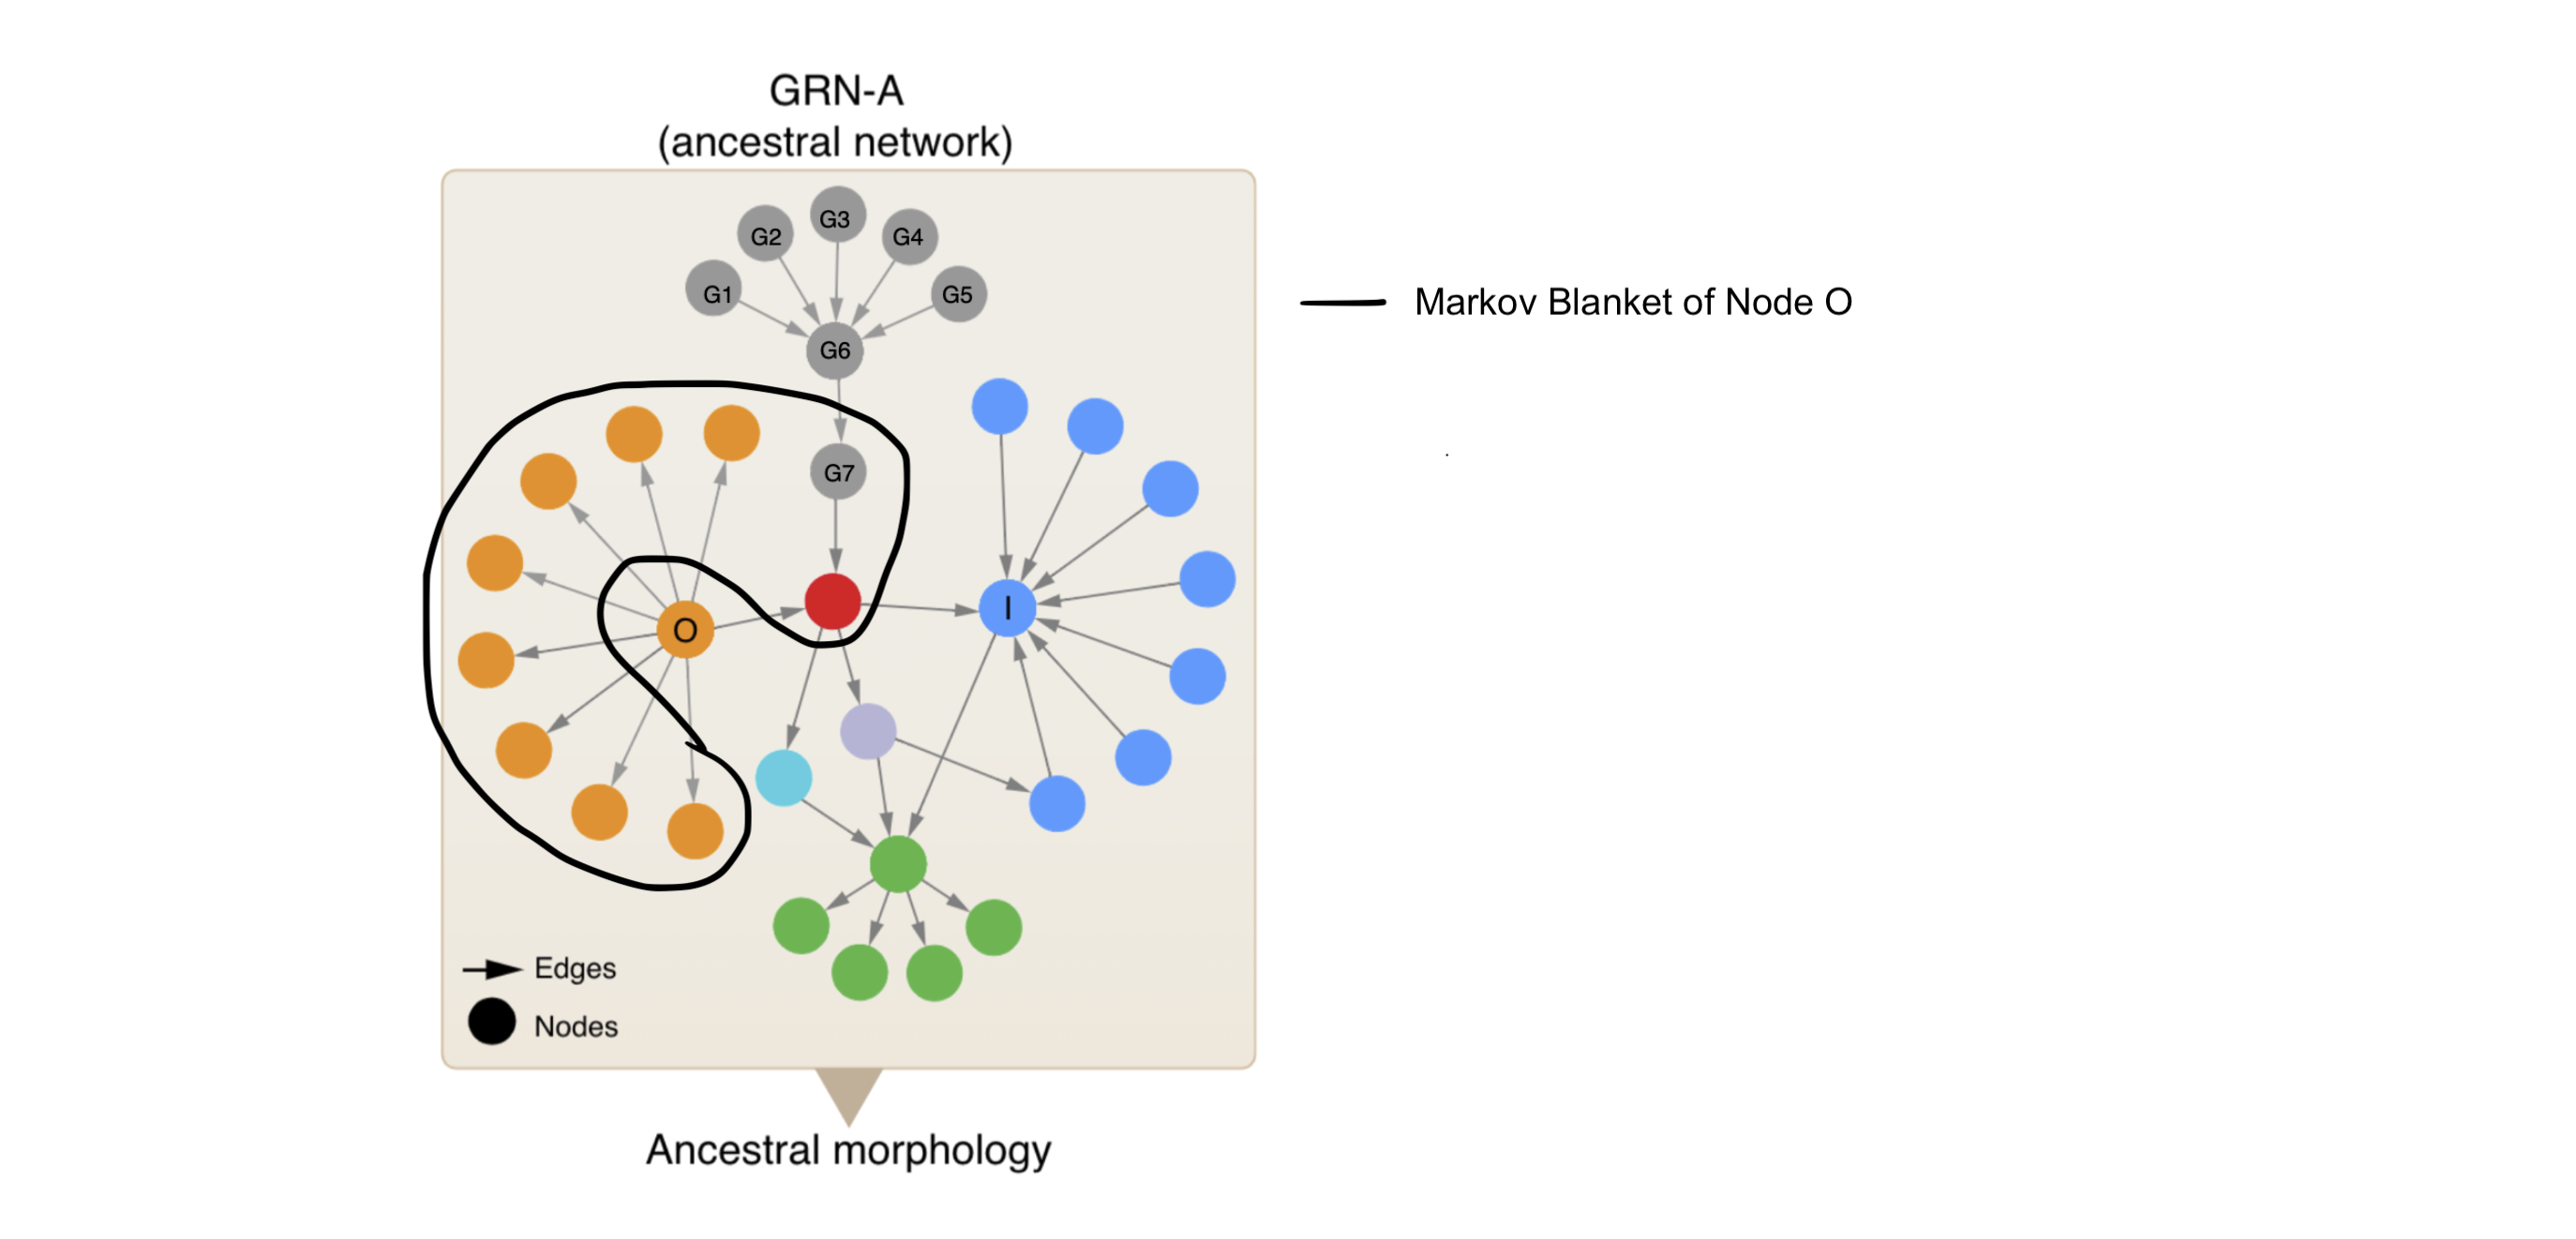 GRN-A
(ancestral network)
G3
G2
G4
G1
G5
Markov Blanket of Node O
G6
G7
I
O
Edges
Nodes
Ancestral morphology